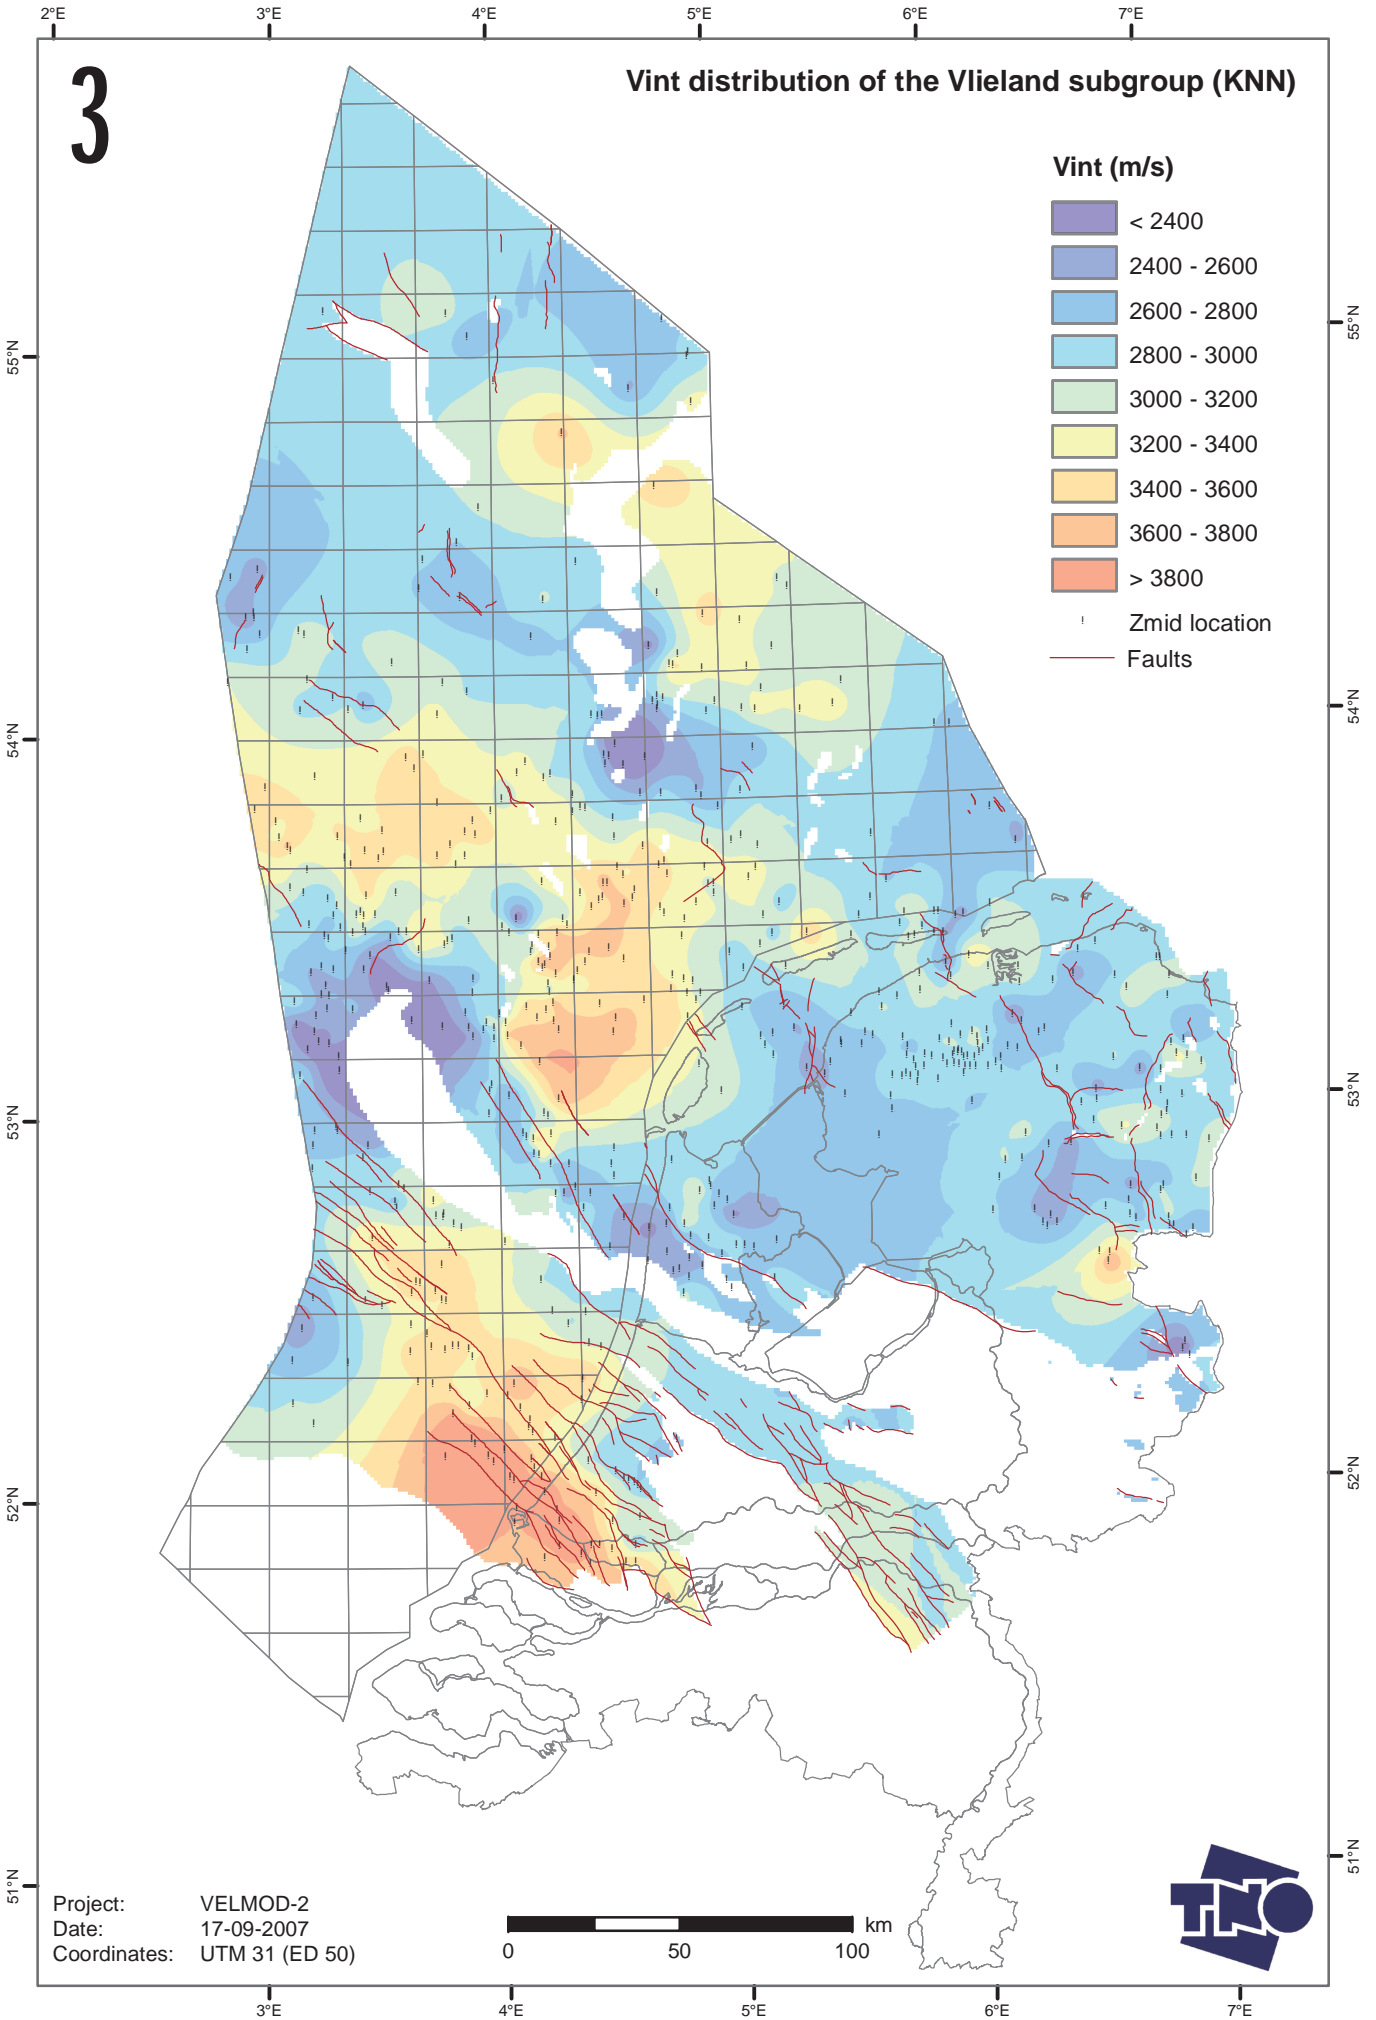 2°E 3°E 4°E 5°E 6°E 7°E
3
Vint distribution of the Vlieland subgroup (KNN)
Vint (m/s)
< 2400
2400 - 2600
2600 - 2800
2800 - 3000
3000 - 3200
3200 - 3400
3400 - 3600
3600 - 3800
> 3800
Zmid location
Faults
55°N 55°N
54°N 54°N
53°N 53°N
52°N 52°N
51°N 51°N
Project: VELMOD-2
Date: 17-09-2007
Coordinates: UTM 31 (ED 50)
km
0 50 100
TNO
3°E 4°E 5°E 6°E 7°E